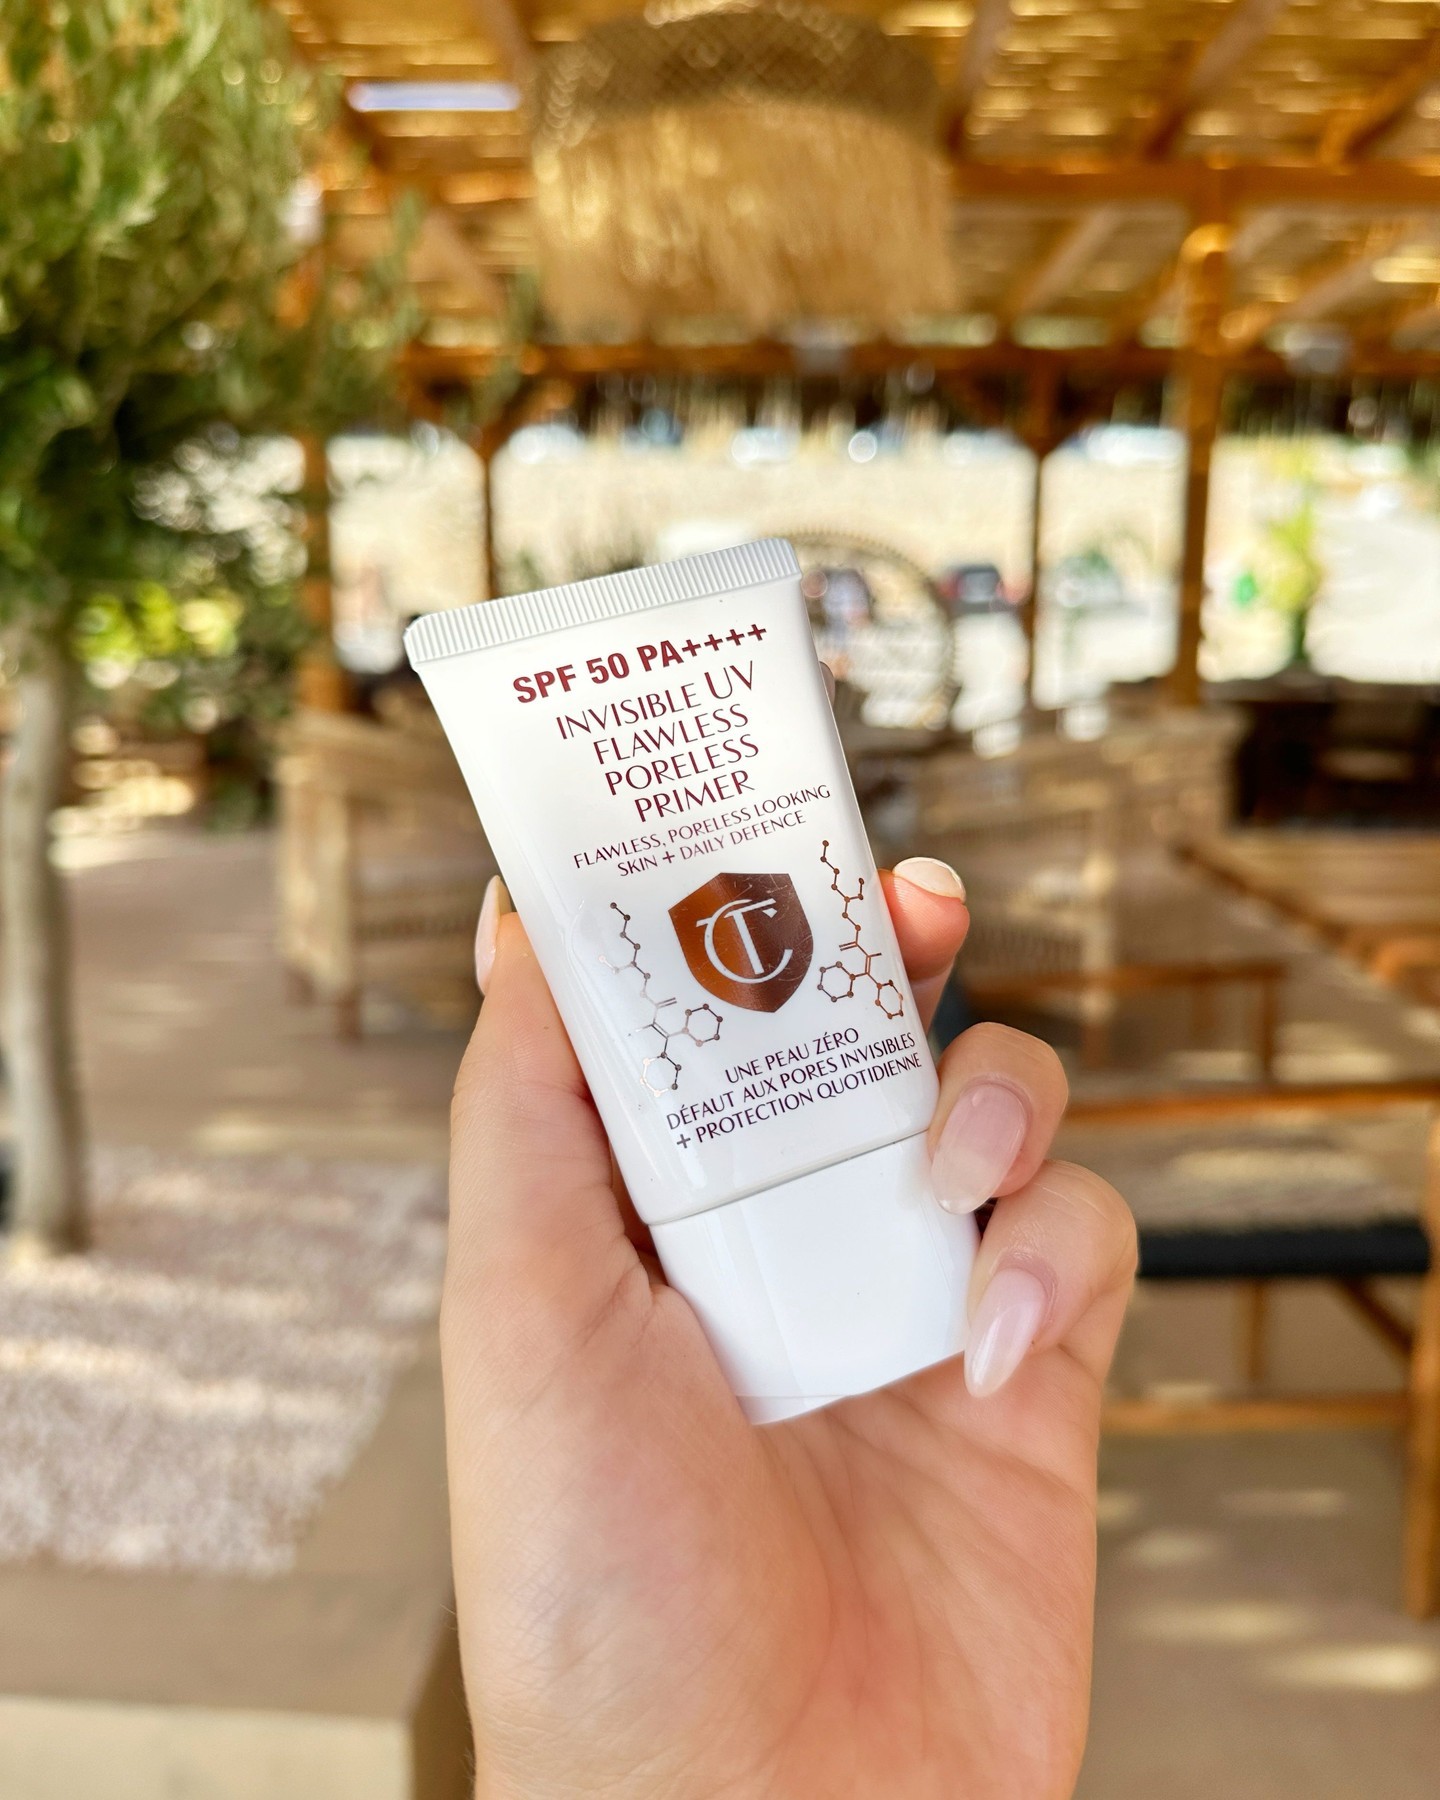 SPF 50 PA++++
INVISIBLE UV
FLAWLESS
PORELESS
PRIMER
FLAWLESS, PORELESS LOOKING
SKIN + DAILY DEFENCE
CT
UNE PEAU ZÉRO
DÉFAUT AUX PORES INVISIBLES
+ PROTECTION QUOTIDIENNE